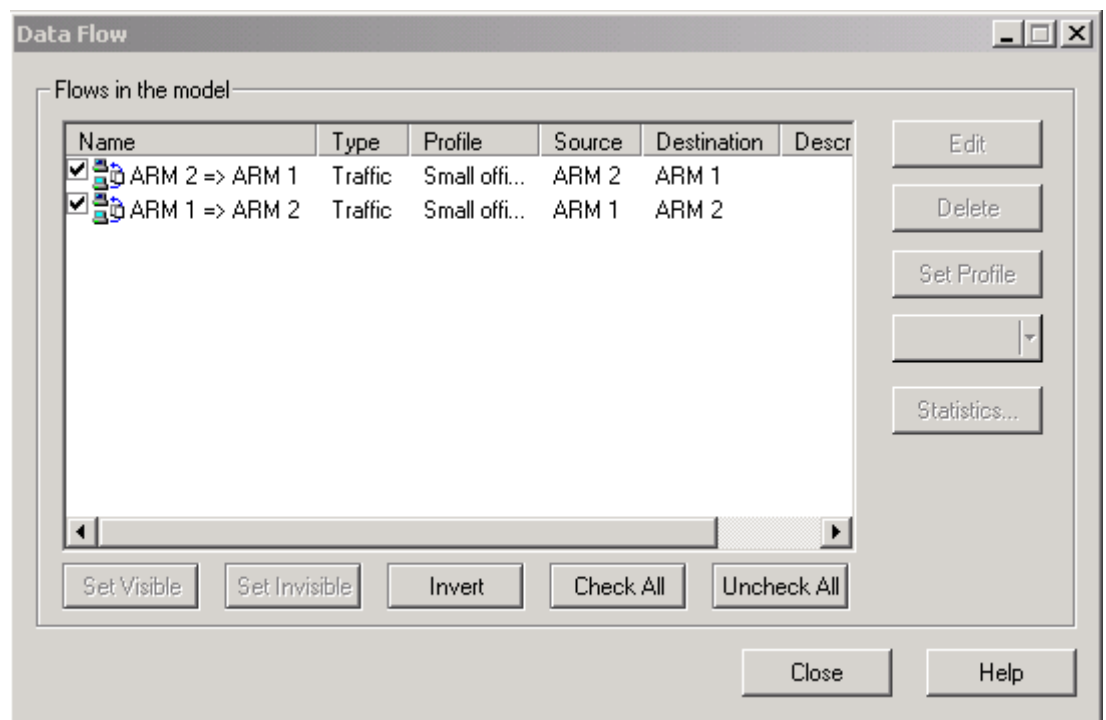 Data Flow
Flows in the model
Name Type Profile Source Destination Descr
ARM 2 => ARM 1 Traffic Small offi... ARM 2 ARM 1
ARM 1 => ARM 2 Traffic Small offi... ARM 1 ARM 2
Edit
Delete
Set Profile
Statistics...
Set Visible Set Invisible Invert Check All Uncheck All
Close Help